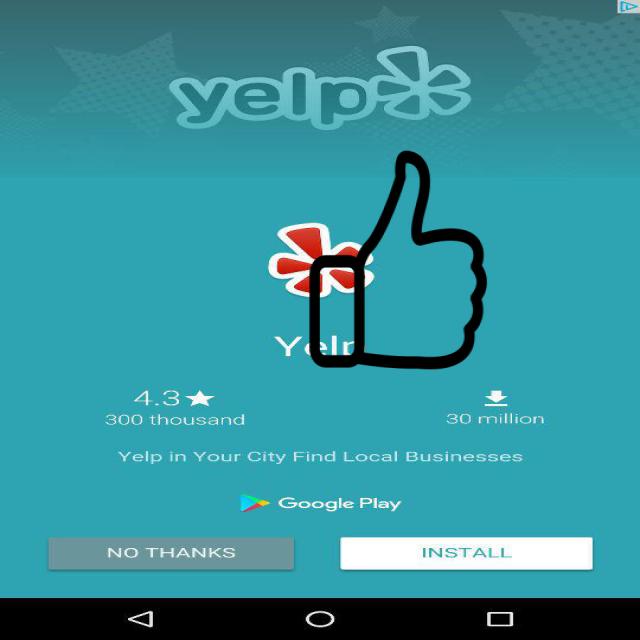 yelp
Yelp
4.3
300 thousand
30 million
Yelp in Your City Find Local Businesses
Google Play
NO THANKS
INSTALL